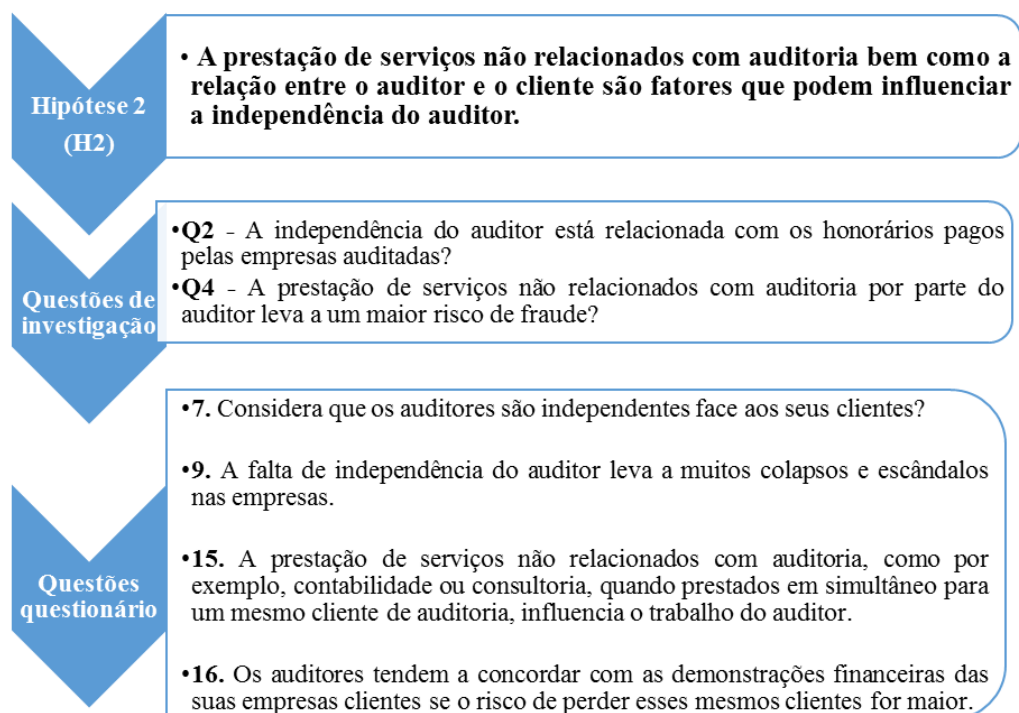 Hipótese 2
(H2)
• A prestação de serviços não relacionados com auditoria bem como a
relação entre o auditor e o cliente são fatores que podem influenciar
a independência do auditor.
Questões de
investigação
•Q2 - A independência do auditor está relacionada com os honorários pagos
pelas empresas auditadas?
•Q4 - A prestação de serviços não relacionados com auditoria por parte do
auditor leva a um maior risco de fraude?
Questões
questionário
•7. Considera que os auditores são independentes face aos seus clientes?
•9. A falta de independência do auditor leva a muitos colapsos e escândalos
nas empresas.
•15. A prestação de serviços não relacionados com auditoria, como por
exemplo, contabilidade ou consultoria, quando prestados em simultâneo para
um mesmo cliente de auditoria, influencia o trabalho do auditor.
•16. Os auditores tendem a concordar com as demonstrações financeiras das
suas empresas clientes se o risco de perder esses mesmos clientes for maior.